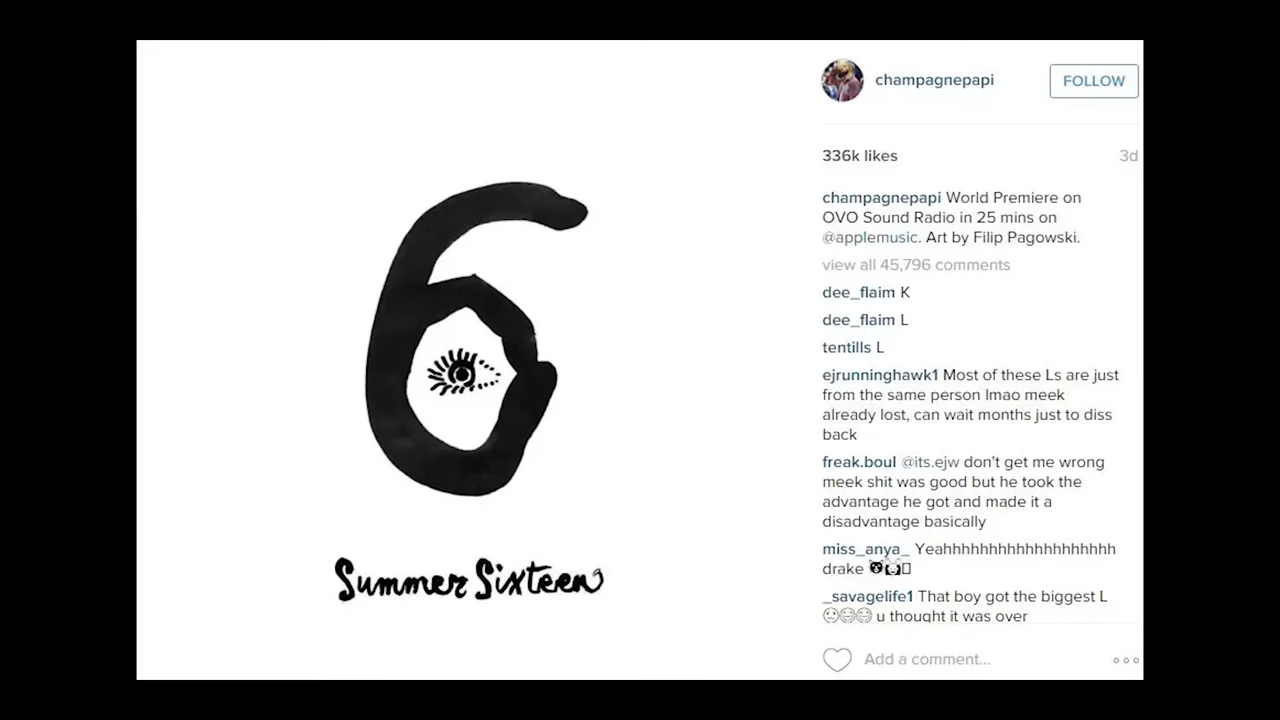 6
Summer Sixteen
champagnepapi
FOLLOW
336k likes
3d
champagnepapi World Premiere on
OVO Sound Radio in 25 mins on
@applemusic. Art by Filip Pagowski.
view all 45,796 comments
dee_flaim K
dee_flaim L
tentills L
ejrunninghawk1 Most of these Ls are just
from the same person lmao meek
already lost, can wait months just to diss
back
freak.boul @its.ejw don't get me wrong
meek shit was good but he took the
advantage he got and made it a
disadvantage basically
miss_anya_ Yeahhhhhhhhhhhhhhhhhhh
drake
_savagelife1 That boy got the biggest L
u thought it was over
Add a comment...